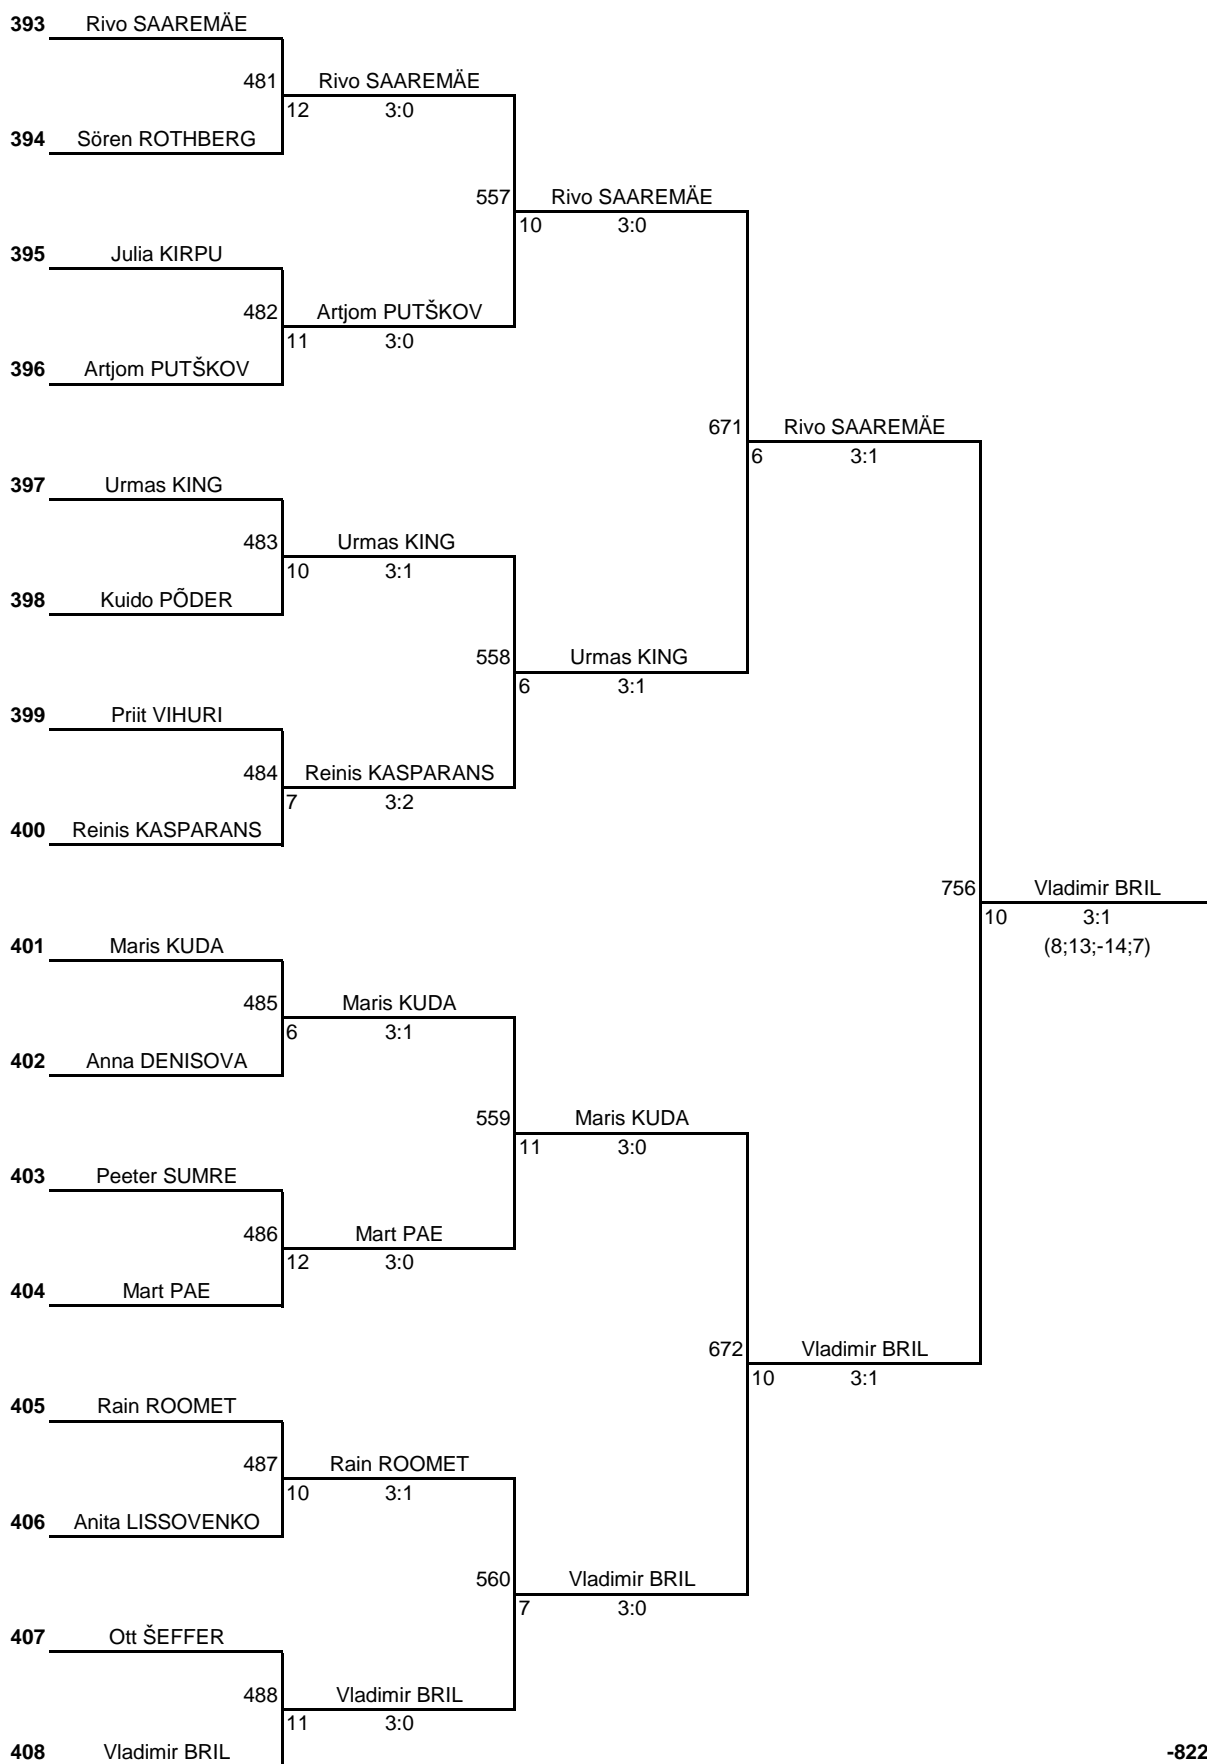 393 Rivo SAAREMÄE
481 Rivo SAAREMÄE
12 3:0
394 Sören ROTHBERG
557 Rivo SAAREMÄE
10 3:0
395 Julia KIRPU
482 Artjom PUTŠKOV
11 3:0
396 Artjom PUTŠKOV
671 Rivo SAAREMÄE
6 3:1
397 Urmas KING
483 Urmas KING
10 3:1
398 Kuido PÕDER
558 Urmas KING
6 3:1
399 Priit VIHURI
484 Reinis KASPARANS
7 3:2
400 Reinis KASPARANS
756 Vladimir BRIL
10 3:1
401 Maris KUDA
(8;13;-14;7)
485 Maris KUDA
6 3:1
402 Anna DENISOVA
559 Maris KUDA
11 3:0
403 Peeter SUMRE
486 Mart PAE
12 3:0
404 Mart PAE
672 Vladimir BRIL
10 3:1
405 Rain ROOMET
487 Rain ROOMET
10 3:1
406 Anita LISSOVENKO
560 Vladimir BRIL
7 3:0
407 Ott ŠEFFER
488 Vladimir BRIL
11 3:0
408 Vladimir BRIL
-822